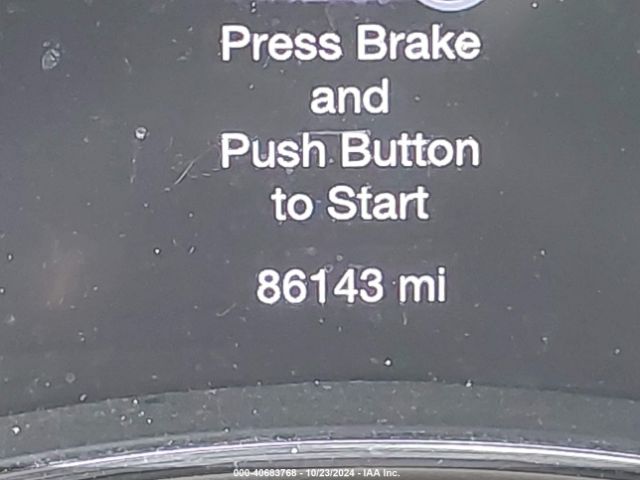 Press Brake
and
Push Button
to Start
86143 mi
000-40683768 - 10/23/2024 - IAA Inc.